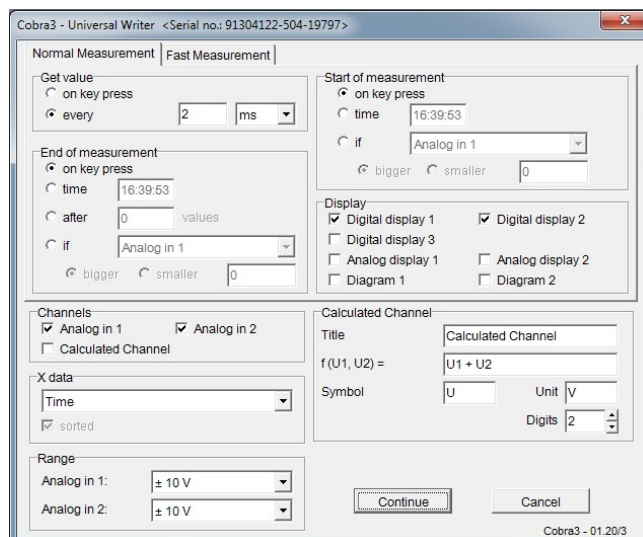 Cobra3 - Universal Writer <Serial no.: 91304122-504-19797>
Normal Measurement
Fast Measurement
Get value
on key press
every 2 ms
End of measurement
on key press
time 16:39:53
after 0 values
if Analog in 1
bigger smaller 0
Start of measurement
on key press
time 16:39:53
if Analog in 1
bigger smaller 0
Display
Digital display 1 Digital display 2
Digital display 3
Analog display 1 Analog display 2
Diagram 1 Diagram 2
Channels
Analog in 1 Analog in 2
Calculated Channel
X data
Time
sorted
Range
Analog in 1: ± 10 V
Analog in 2: ± 10 V
Calculated Channel
Title Calculated Channel
f (U1, U2) = U1 + U2
Symbol U Unit V
Digits 2
Continue Cancel
Cobra3 - 01.20/3